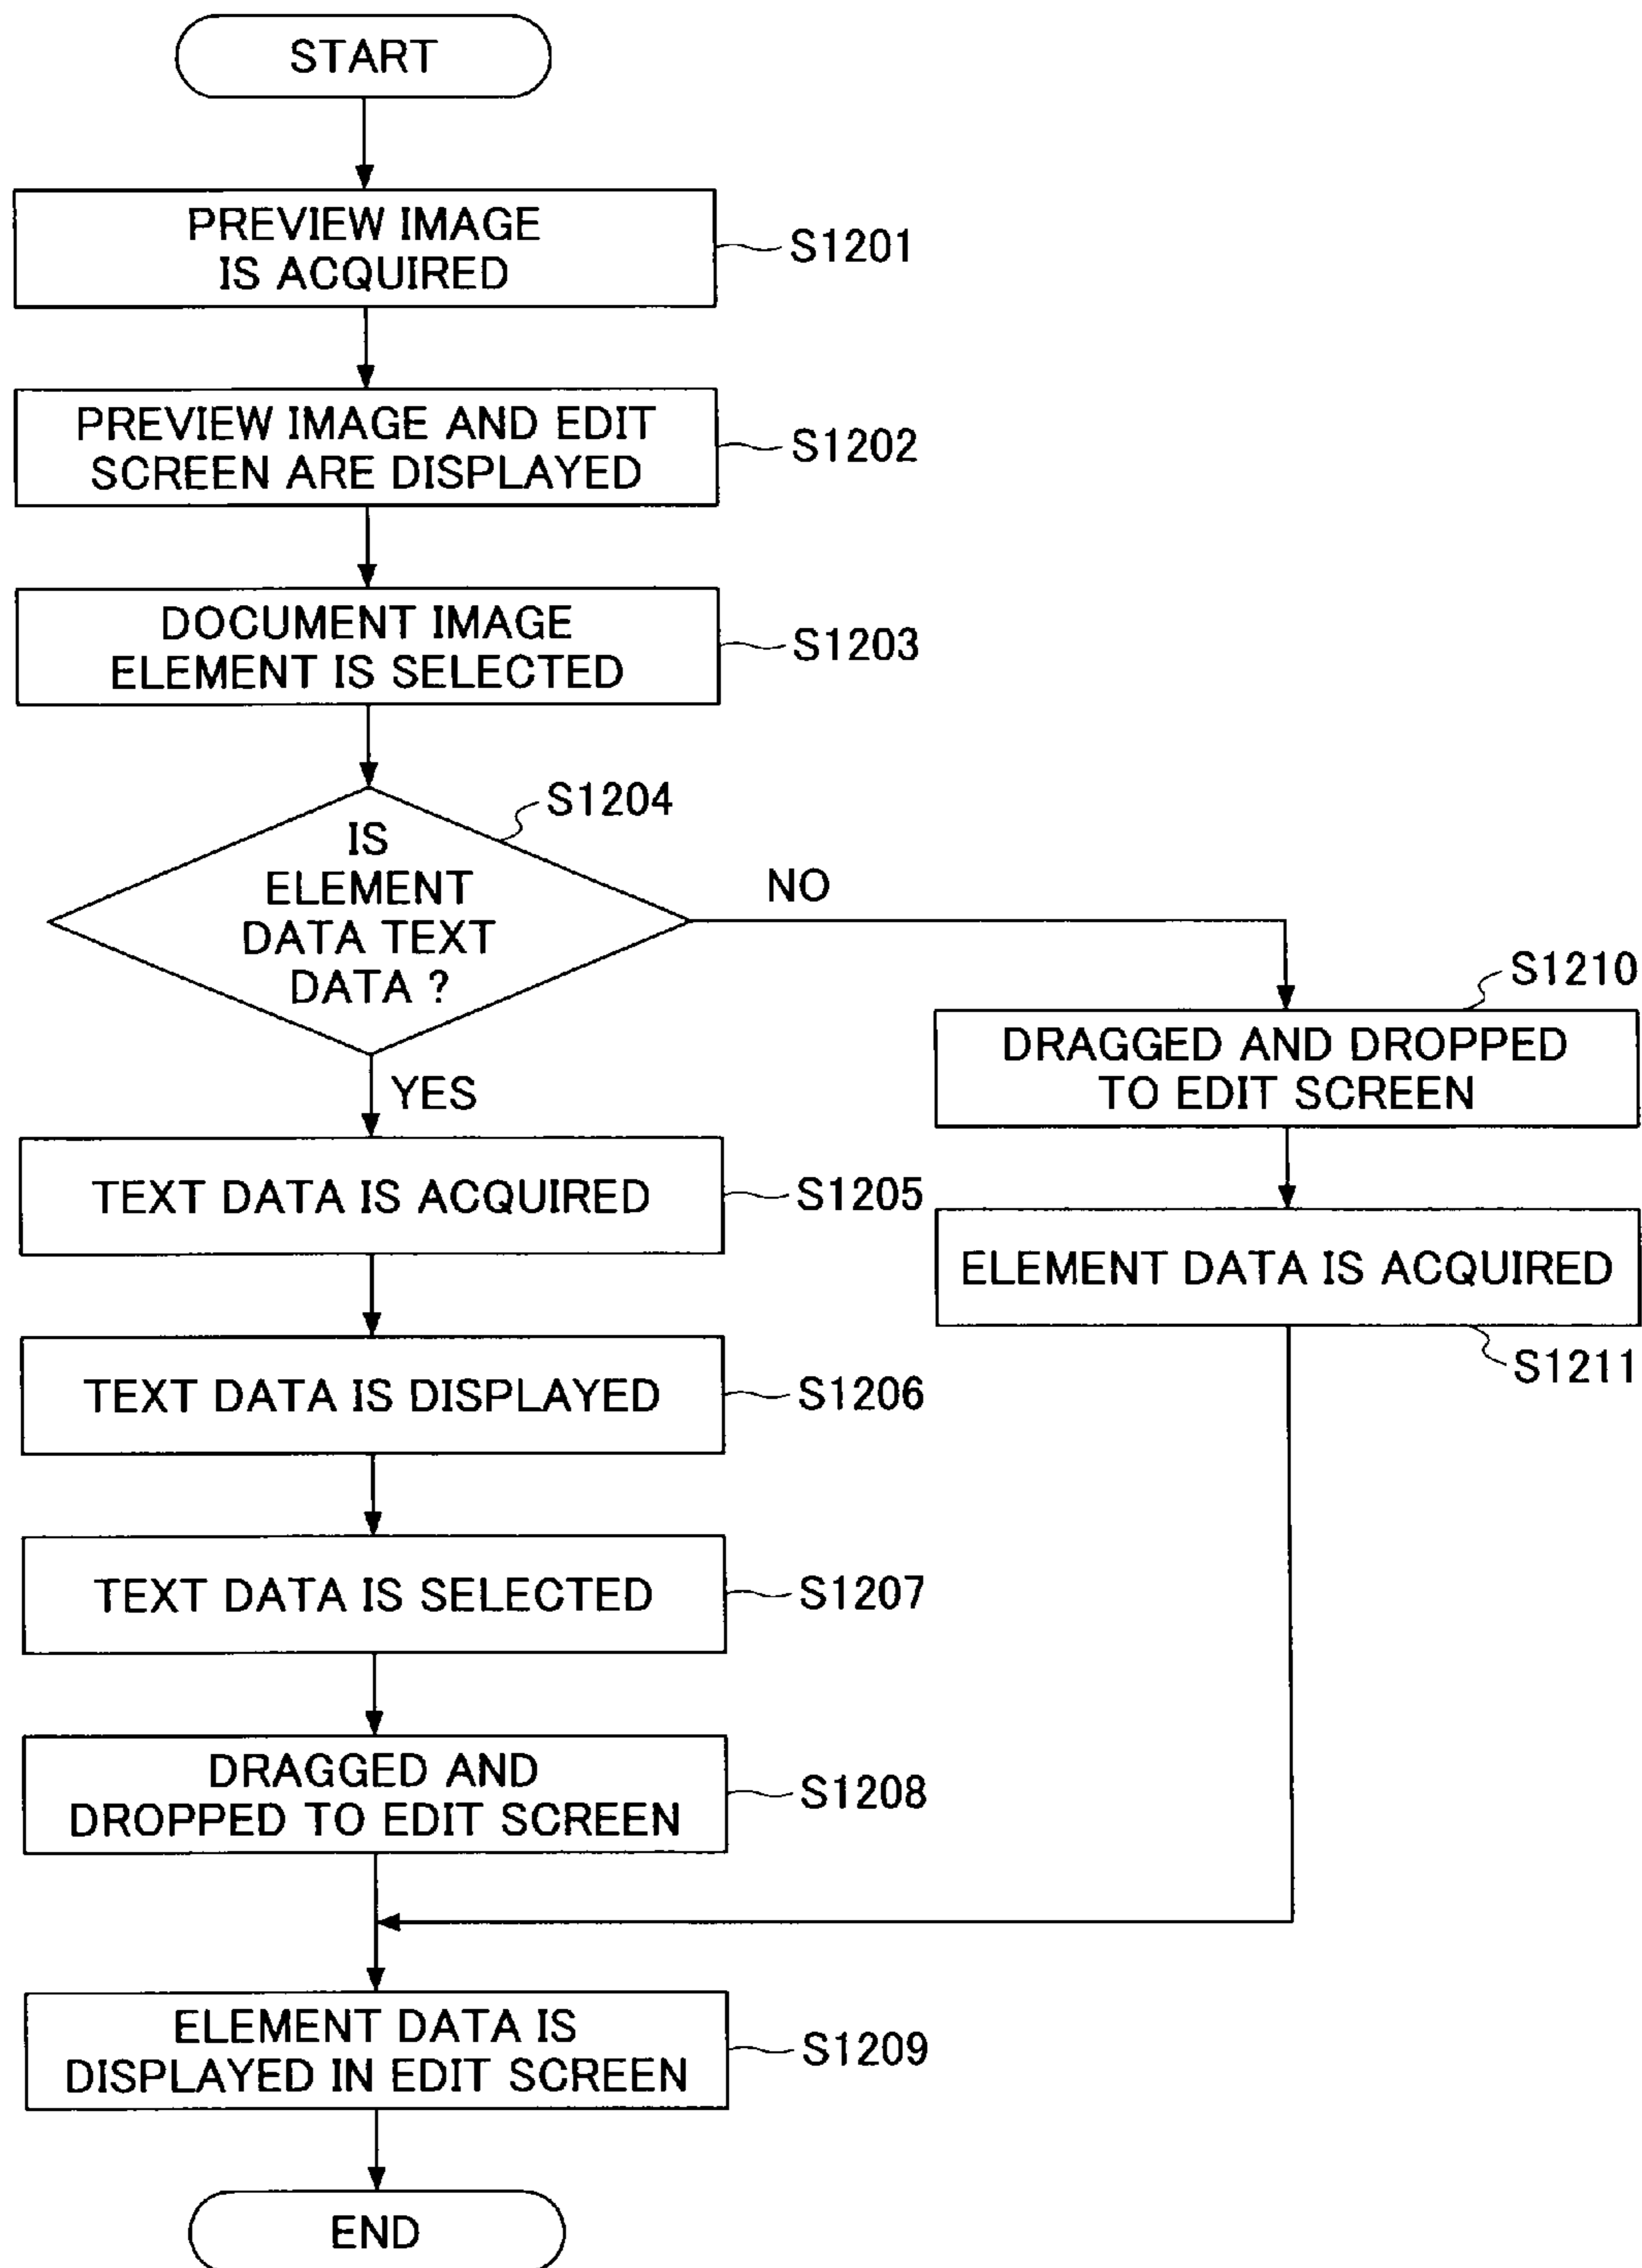 START
PREVIEW IMAGE
IS ACQUIRED
S1201
PREVIEW IMAGE AND EDIT
SCREEN ARE DISPLAYED
S1202
DOCUMENT IMAGE
ELEMENT IS SELECTED
S1203
S1204
IS
ELEMENT
DATA TEXT
DATA ?
NO
YES
S1210
DRAGGED AND DROPPED
TO EDIT SCREEN
TEXT DATA IS ACQUIRED
S1205
ELEMENT DATA IS ACQUIRED
S1211
TEXT DATA IS DISPLAYED
S1206
TEXT DATA IS SELECTED
S1207
DRAGGED AND
DROPPED TO EDIT SCREEN
S1208
ELEMENT DATA IS
DISPLAYED IN EDIT SCREEN
S1209
END